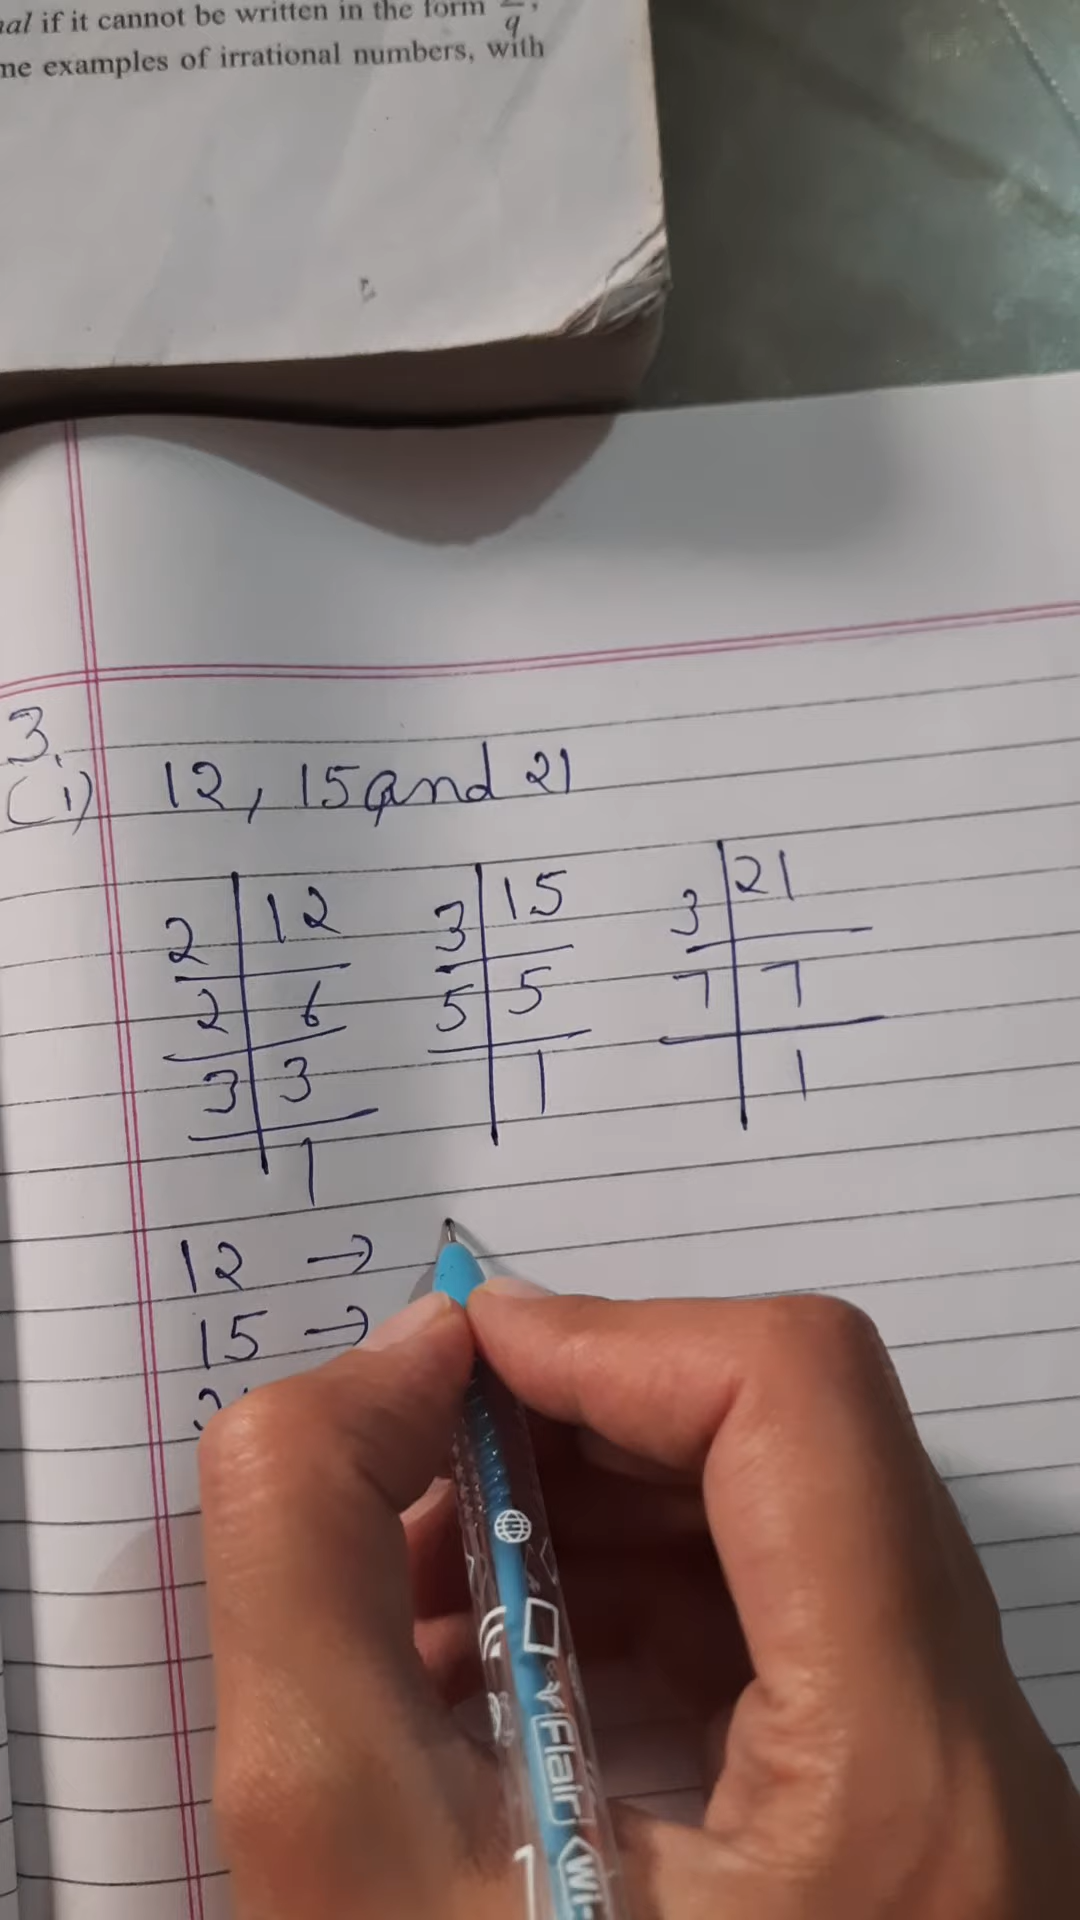 if it cannot be written in the form
q,
examples of irrational numbers, with
3.
(i) 12, 15 and 21
2 12
2 6
3 3
1
3 15
5 5
1
3 21
7 7
1
12 →
15 →
Flair